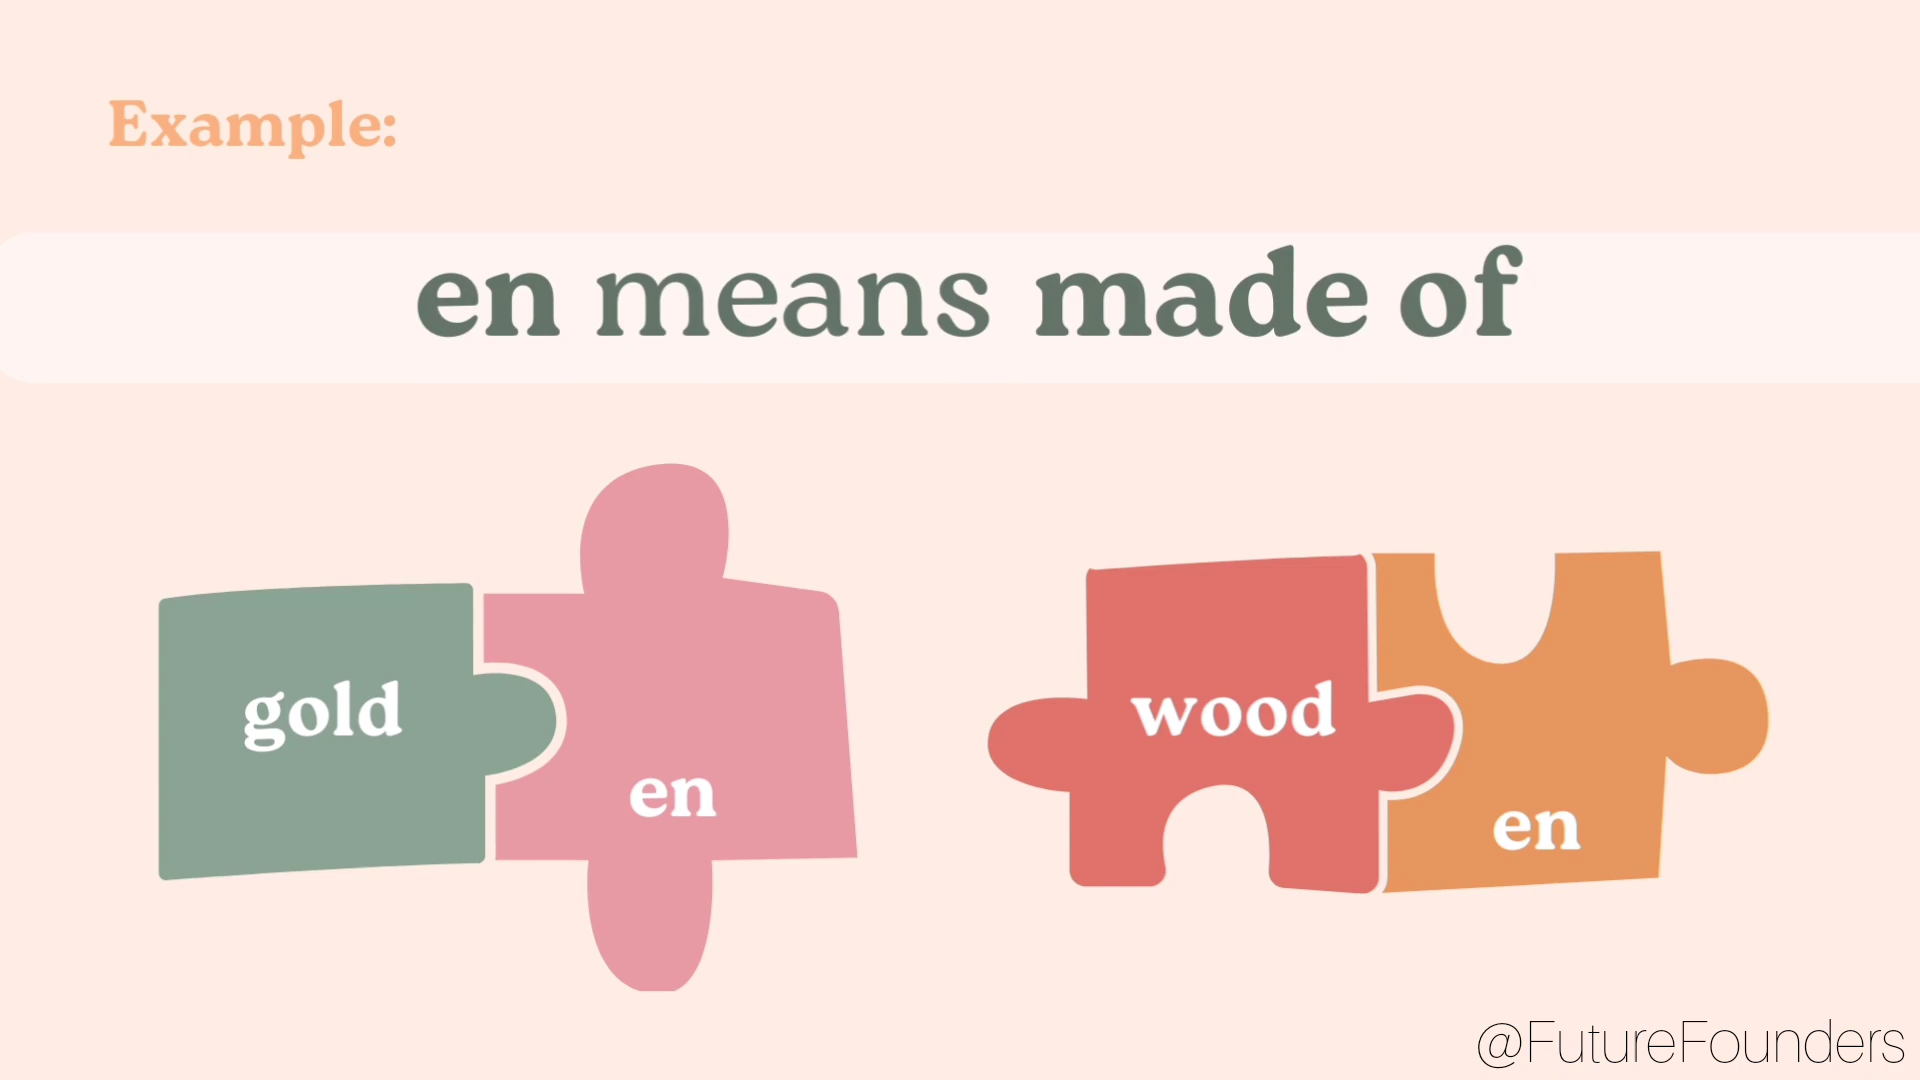 Example:
en means made of
gold
en
wood
en
@FutureFounders